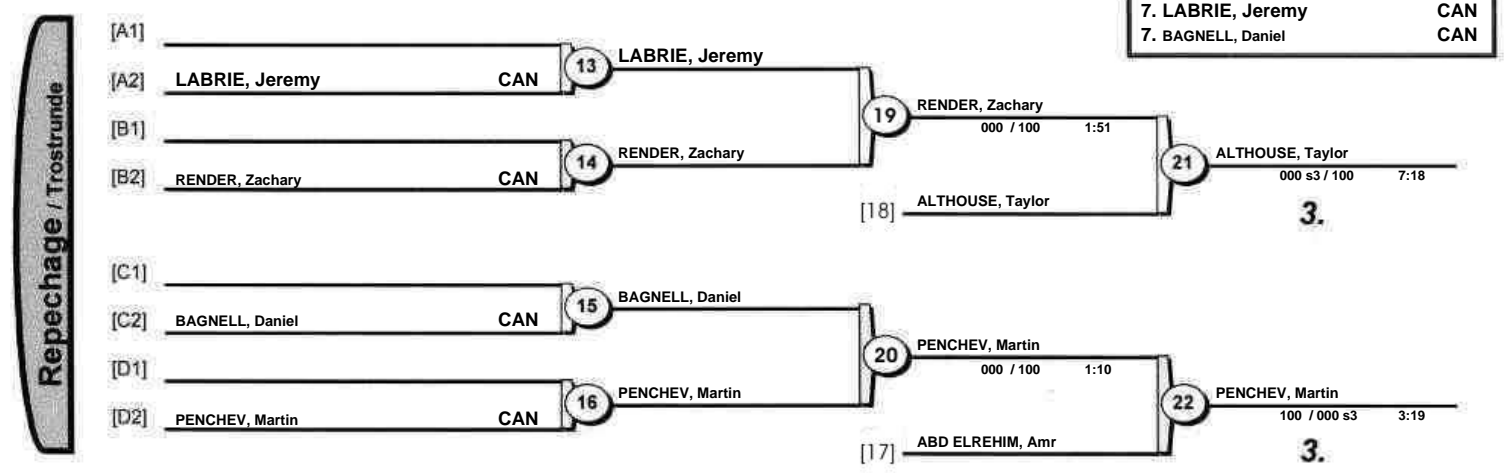 7. LABRIE, Jeremy CAN
7. BAGNELL, Daniel CAN
Repechage / Trostrunde
[A1]
[A2] LABRIE, Jeremy CAN
13 LABRIE, Jeremy
[B1]
[B2] RENDER, Zachary CAN
14 RENDER, Zachary
19 RENDER, Zachary
000 / 100 1:51
[18] ALTHOUSE, Taylor
21 ALTHOUSE, Taylor
000 s3 / 100 7:18
3.
[C1]
[C2] BAGNELL, Daniel CAN
15 BAGNELL, Daniel
[D1]
[D2] PENCHEV, Martin CAN
16 PENCHEV, Martin
20 PENCHEV, Martin
000 / 100 1:10
[17] ABD ELREHIM, Amr
22 PENCHEV, Martin
100 / 000 s3 3:19
3.